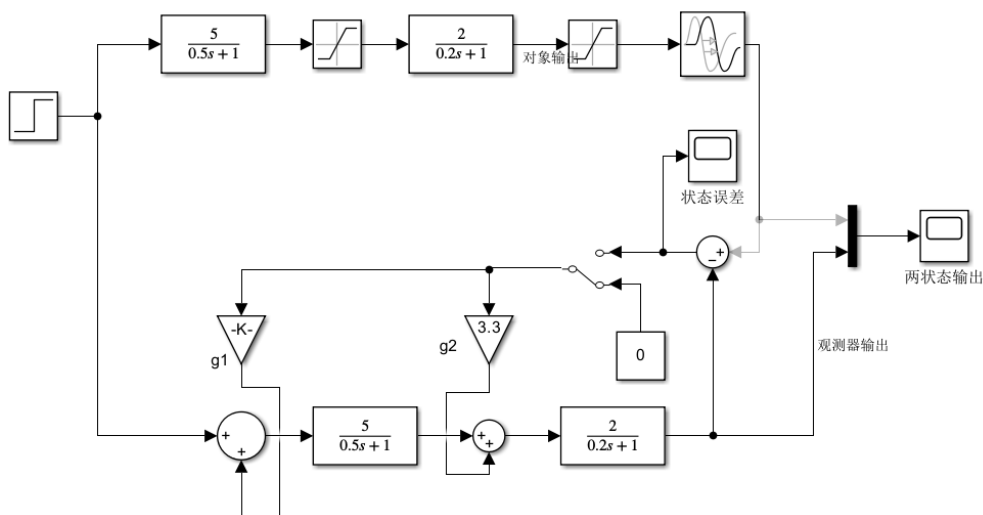 5
0.5s + 1
2
0.2s + 1
对象输出
状态误差
+
−
两状态输出
-K-
g1
3.3
g2
0
观测器输出
+
+
5
0.5s + 1
+
+
2
0.2s + 1